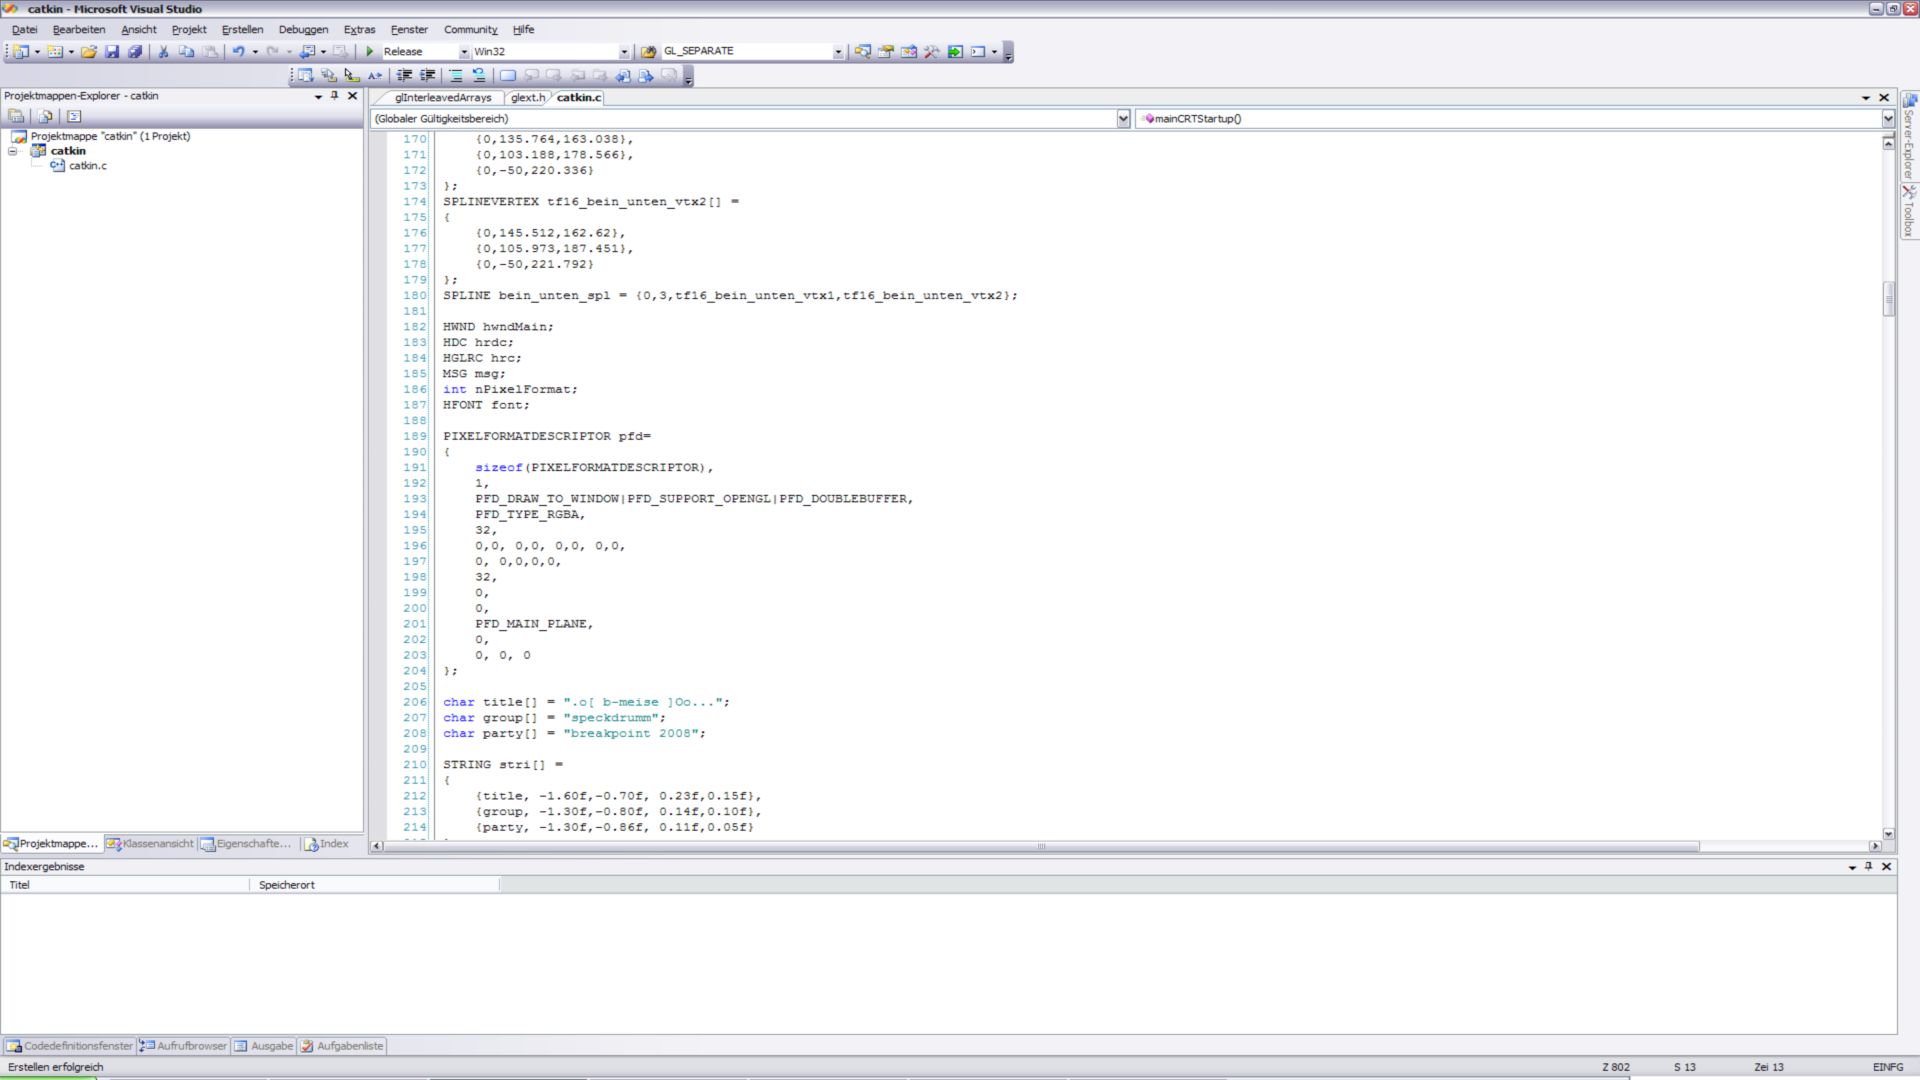 catkin - Microsoft Visual Studio
Datei Bearbeiten Ansicht Projekt Erstellen Debuggen Extras Fenster Community Hilfe
Release Win32 GL_SEPARATE
Projektmappen-Explorer - catkin
glInterleavedArrays glext.h catkin.c
(Globaler Gültigkeitsbereich) mainCRTStartup()
Projektmappe "catkin" (1 Projekt)
catkin
catkin.c
170 {0,135.764,163.038},
171 {0,103.188,178.566},
172 {0,-50,220.336}
173 };
174 SPLINEVERTEX tf16_bein_unten_vtx2[] =
175 {
176 {0,145.512,162.62},
177 {0,105.973,187.451},
178 {0,-50,221.792}
179 };
180 SPLINE bein_unten_spl = {0,3,tf16_bein_unten_vtx1,tf16_bein_unten_vtx2};
181
182 HWND hwndMain;
183 HDC hrdc;
184 HGLRC hrc;
185 MSG msg;
186 int nPixelFormat;
187 HFONT font;
188
189 PIXELFORMATDESCRIPTOR pfd=
190 {
191 sizeof(PIXELFORMATDESCRIPTOR),
192 1,
193 PFD_DRAW_TO_WINDOW|PFD_SUPPORT_OPENGL|PFD_DOUBLEBUFFER,
194 PFD_TYPE_RGBA,
195 32,
196 0,0, 0,0, 0,0, 0,0,
197 0, 0,0,0,0,
198 32,
199 0,
200 0,
201 PFD_MAIN_PLANE,
202 0,
203 0, 0, 0
204 };
205
206 char title[] = ".o[ b-meise ]Oo...";
207 char group[] = "speckdrumm";
208 char party[] = "breakpoint 2008";
209
210 STRING stri[] =
211 {
212 {title, -1.60f,-0.70f, 0.23f,0.15f},
213 {group, -1.30f,-0.80f, 0.14f,0.10f},
214 {party, -1.30f,-0.86f, 0.11f,0.05f}
Server-Explorer
Toolbox
Projektmappe... Klassenansicht Eigenschafte... Index
Indexergebnisse
Titel Speicherort
Codedefinitionsfenster Aufrufbrowser Ausgabe Aufgabenliste
Erstellen erfolgreich Z 802 S 13 Zei 13 EINFG